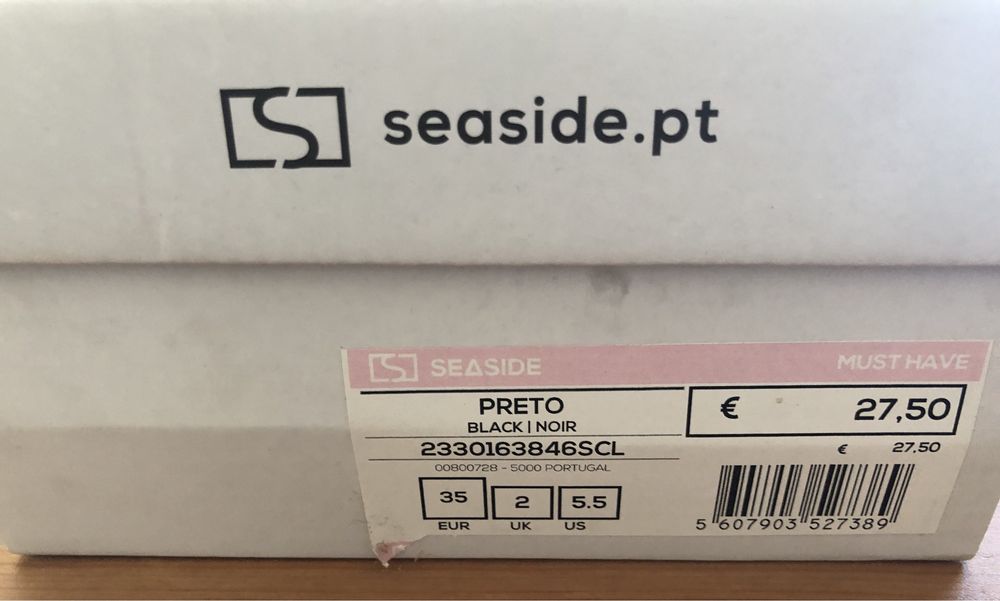 seaside.pt
SEASIDE MUST HAVE
PRETO
BLACK | NOIR
€ 27,50
2330163846SCL
€ 27,50
00800728 - 5000 PORTUGAL
35 2 5.5
EUR UK US
5 607903 527389